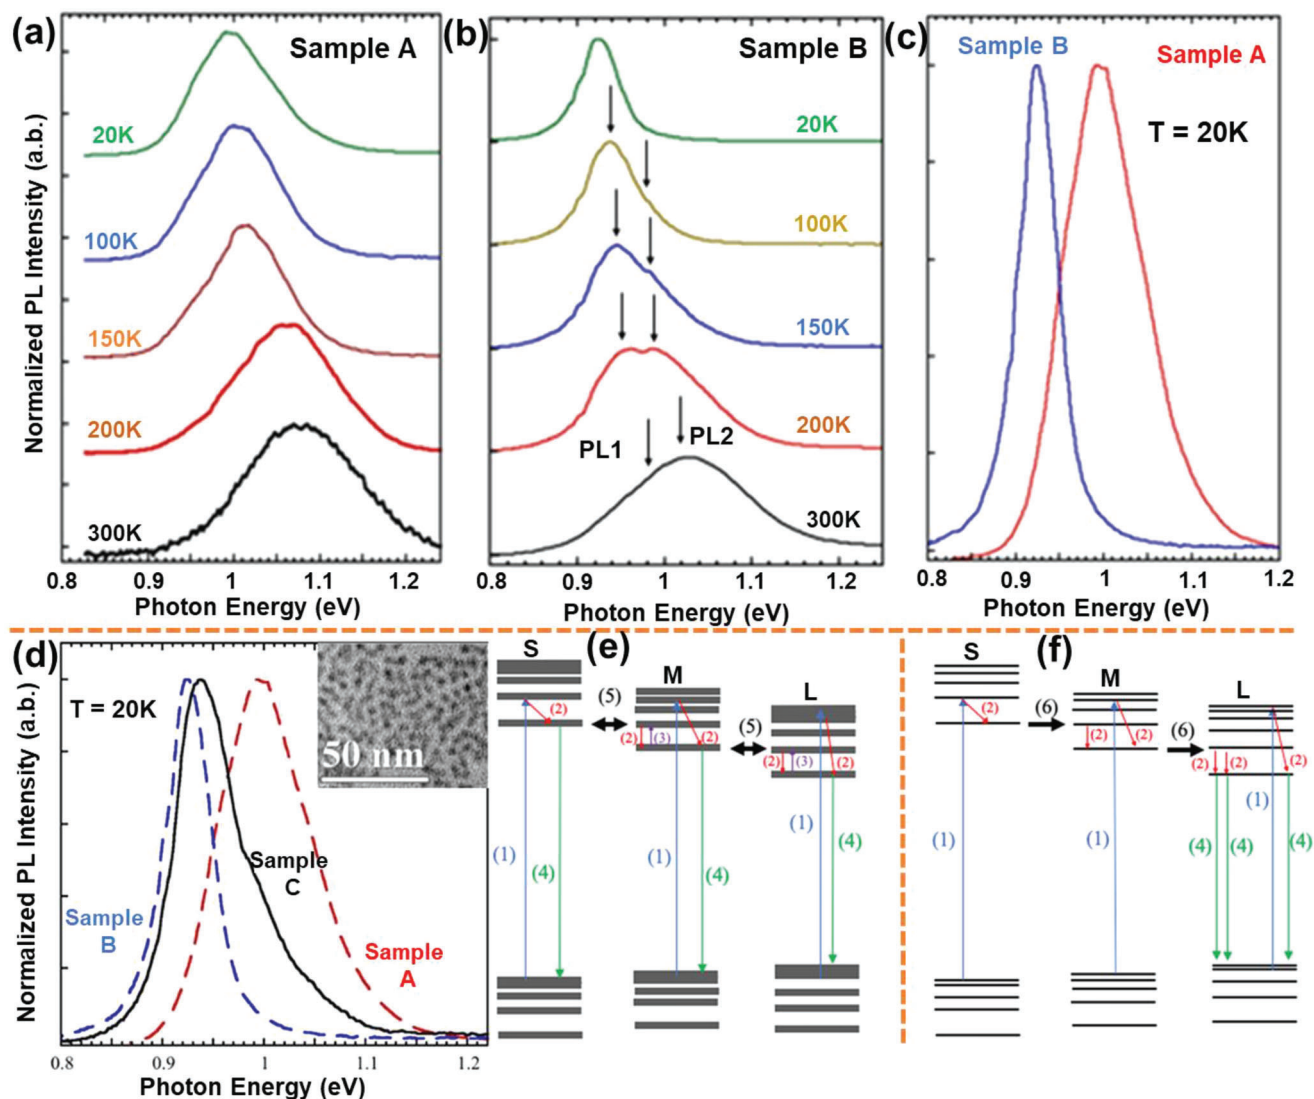 (a)
Sample A
20K
100K
150K
200K
300K
Normalized PL Intensity (a.b.)
0.8 0.9 1 1.1 1.2
Photon Energy (eV)
(b)
Sample B
20K
100K
150K
200K
PL1 PL2
300K
0.8 0.9 1 1.1 1.2
Photon Energy (eV)
(c)
Sample B
Sample A
T = 20K
0.8 0.9 1 1.1 1.2
Photon Energy (eV)
(d)
T = 20K
50 nm
Sample
C
Sample
B
Sample
A
Normalized PL Intensity (a.b.)
0.8 0.9 1 1.1 1.2
Photon Energy (eV)
(e)
S
M
L
(2)
(5)
(2) (3) (2)
(5)
(2) (3) (2)
(1)
(4)
(1)
(4)
(1)
(4)
(f)
S
M
L
(2)
(6)
(2) (2)
(6)
(2) (2)
(1)
(1)
(1)
(4) (4)
(4)